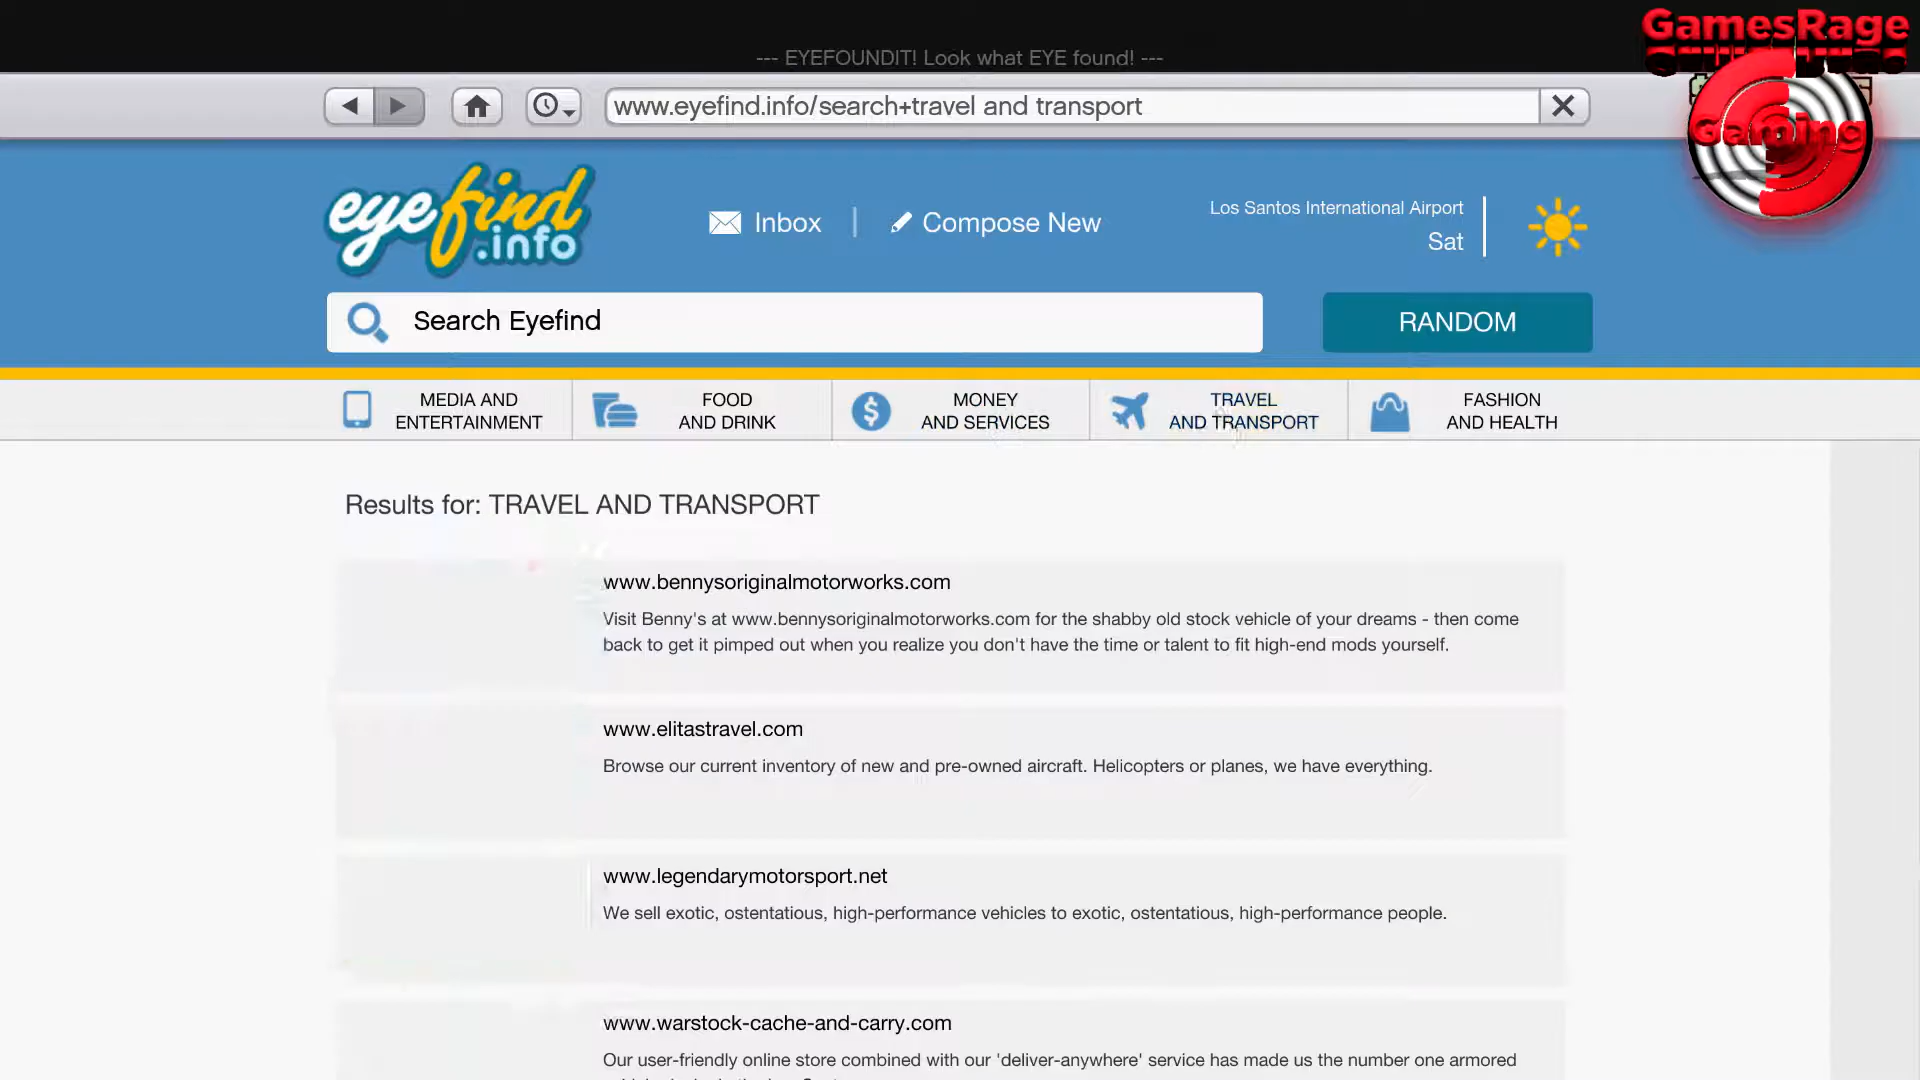 --- EYEFOUNDIT! Look what EYE found! ---
GamesRage
Gaming
www.eyefind.info/search+travel and transport
eyefind
.info
Inbox
Compose New
Los Santos International Airport
Sat
Search Eyefind
RANDOM
MEDIA AND
ENTERTAINMENT
FOOD
AND DRINK
MONEY
AND SERVICES
TRAVEL
AND TRANSPORT
FASHION
AND HEALTH
Results for: TRAVEL AND TRANSPORT
www.bennysoriginalmotorworks.com
Visit Benny's at www.bennysoriginalmotorworks.com for the shabby old stock vehicle of your dreams - then come
back to get it pimped out when you realize you don't have the time or talent to fit high-end mods yourself.
www.elitastravel.com
Browse our current inventory of new and pre-owned aircraft. Helicopters or planes, we have everything.
www.legendarymotorsport.net
We sell exotic, ostentatious, high-performance vehicles to exotic, ostentatious, high-performance people.
www.warstock-cache-and-carry.com
Our user-friendly online store combined with our 'deliver-anywhere' service has made us the number one armored